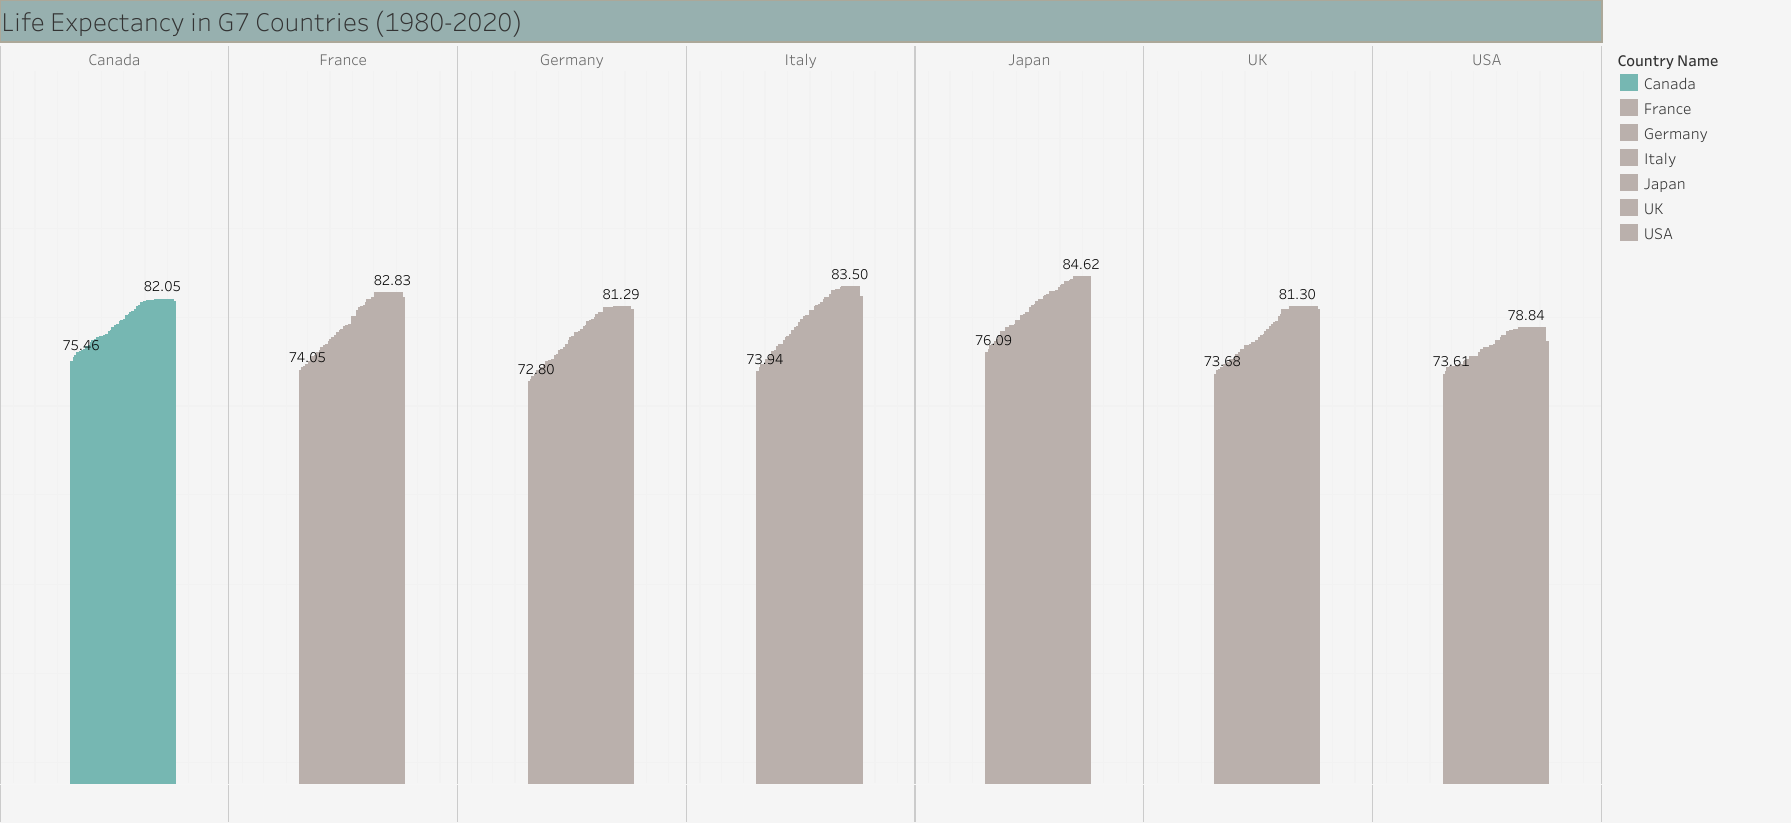 Life Expectancy in G7 Countries (1980-2020)
Canada
France
Germany
Italy
Japan
UK
USA
Country Name
Canada
France
Germany
Italy
Japan
UK
USA
75.46
82.05
74.05
82.83
72.80
81.29
73.94
83.50
76.09
84.62
73.68
81.30
73.61
78.84